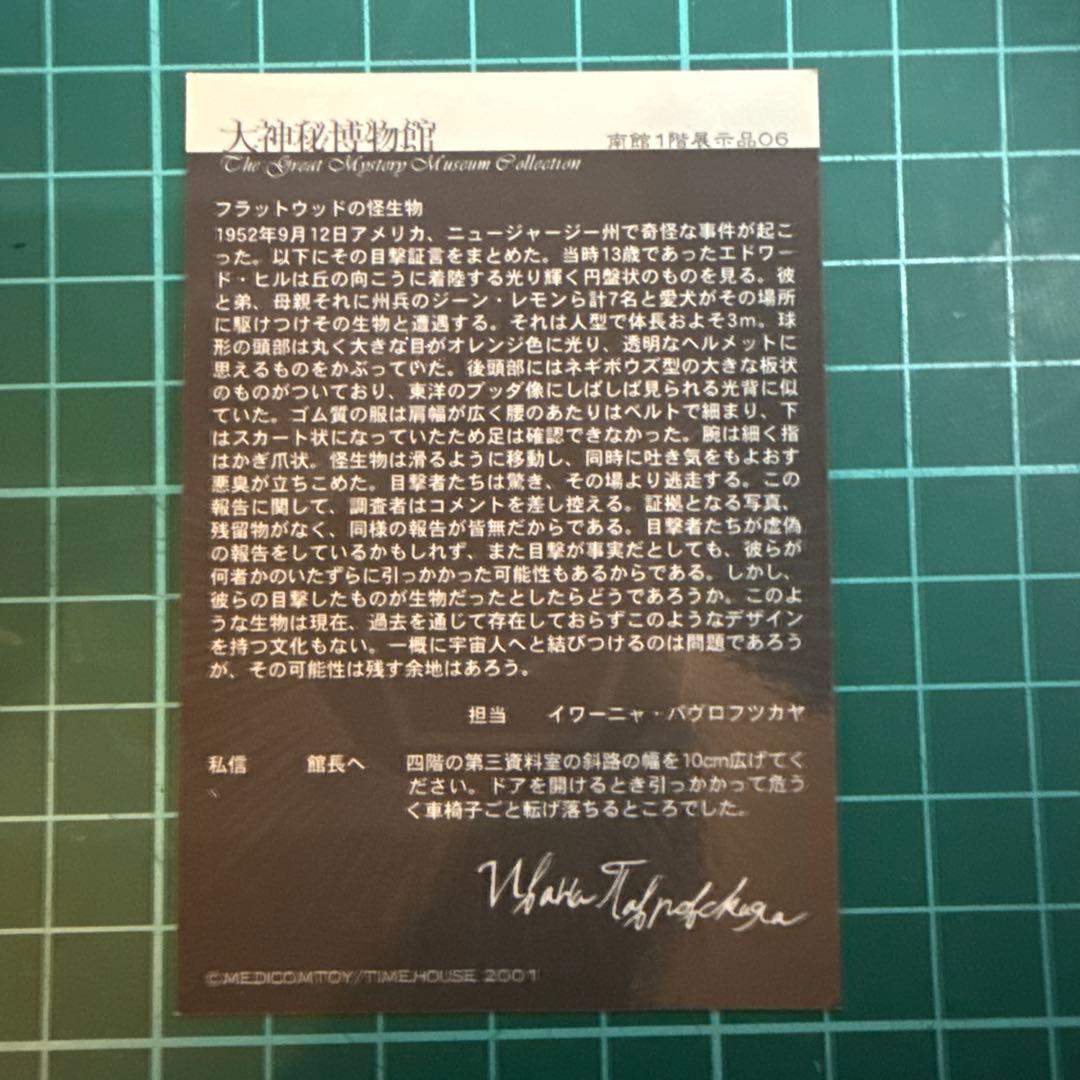 大神秘博物館
南館1階展示品06
The Great Mystery Museum Collection
フラットウッドの怪生物
1952年9月12日アメリカ、ニュージャージー州で奇怪な事件が起こ
った。以下にその目撃証言をまとめた。当時13歳であったエドワー
ド・ヒルは丘の向こうに着陸する光り輝く円盤状のものを見る。彼
と弟、母親それに州兵のジーン・レモンら計7名と愛犬がその場所
に駆けつけその生物と遭遇する。それは人型で体長およそ3m。球
形の頭部は丸く大きな目がオレンジ色に光り、透明なヘルメットに
思えるものをかぶっていた。後頭部にはネギボウズ型の大きな板状
のものがついており、東洋のブッダ像にしばしば見られる光背に似
ていた。ゴム質の服は肩幅が広く腰のあたりはベルトで細まり、下
はスカート状になっていたため足は確認できなかった。腕は細く指
はかぎ爪状。怪生物は滑るように移動し、同時に吐き気をもよおす
悪臭が立ちこめた。目撃者たちは驚き、その場より逃走する。この
報告に関して、調査者はコメントを差し控える。証拠となる写真、
残留物がなく、同様の報告が皆無だからである。目撃者たちが虚偽
の報告をしているかもしれず、また目撃が事実だとしても、彼らが
何者かのいたずらに引っかかった可能性もあるからである。しかし、
彼らの目撃したものが生物だったとしたらどうであろうか。このよ
うな生物は現在、過去を通じて存在しておらずこのようなデザイン
を持つ文化もない。一概に宇宙人へと結びつけるのは問題であろう
が、その可能性は残す余地はあろう。
担当 イワーニャ・パヴロフツカヤ
私信 館長へ 四階の第三資料室の斜路の幅を10cm広げてく
ださい。ドアを開けるとき引っかかって危う
く車椅子ごと転げ落ちるところでした。
©MEDICOMTOY/TIMEHOUSE 2001